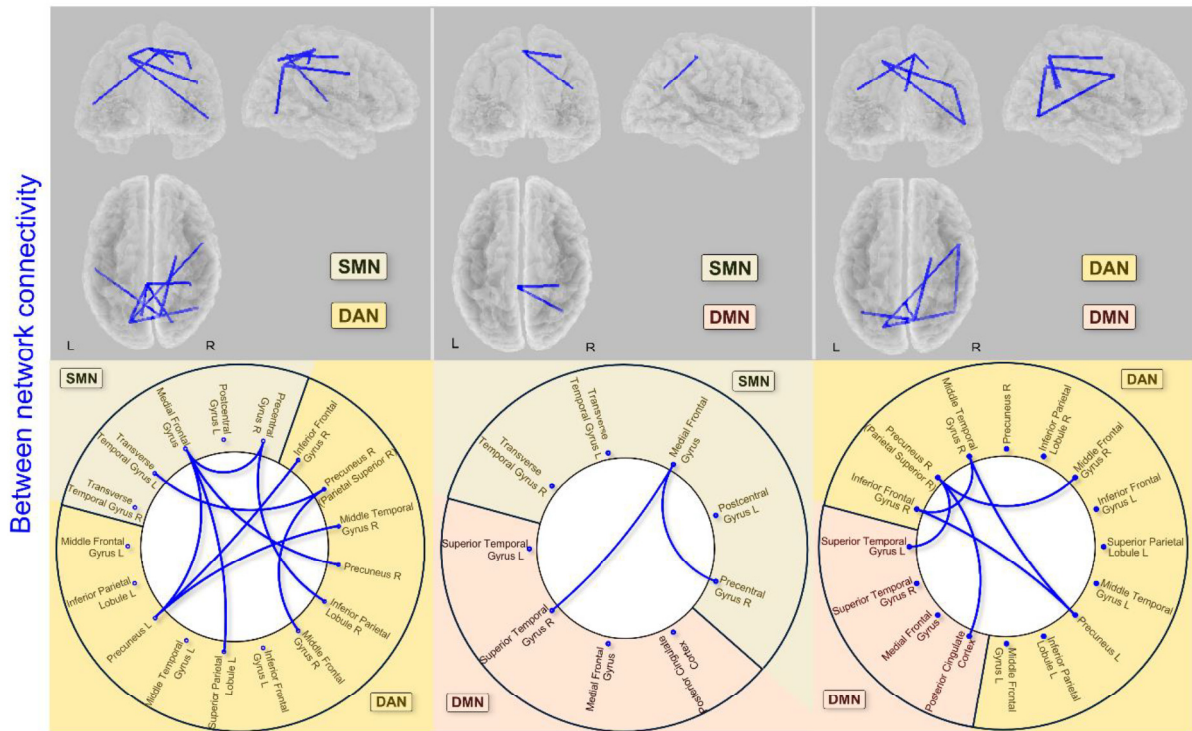 Between network connectivity
SMN
DAN
L
R
SMN
DMN
L
R
DAN
DMN
L
R
SMN
Postcentral
Gyrus L
Precentral
Gyrus R
Inferior Frontal
Gyrus R
Precuneus R
(Parietal Superior R)
Middle Temporal
Gyrus R
Precuneus R
Inferior Parietal
Lobule R
Middle Frontal
Gyrus R
Inferior Frontal
Gyrus L
Superior Parietal
Lobule L
Middle Temporal
Gyrus L
Precuneus L
Inferior Parietal
Lobule L
Middle Frontal
Gyrus L
Transverse
Temporal Gyrus R
Transverse
Temporal Gyrus L
Medial Frontal
Gyrus
DAN
SMN
Transverse
Temporal Gyrus L
Medial Frontal
Gyrus
Postcentral
Gyrus L
Precentral
Gyrus R
Posterior Cingulate
Cortex
Medial Frontal
Gyrus
Superior Temporal
Gyrus R
Superior Temporal
Gyrus L
Transverse
Temporal Gyrus R
DMN
DAN
Precuneus R
(Parietal Superior R)
Middle Temporal
Gyrus R
Precuneus R
Inferior Parietal
Lobule R
Middle Frontal
Gyrus R
Inferior Frontal
Gyrus L
Superior Parietal
Lobule L
Middle Temporal
Gyrus L
Precuneus L
Inferior Parietal
Lobule L
Middle Frontal
Gyrus L
Posterior Cingulate
Cortex
Medial Frontal
Gyrus
Superior Temporal
Gyrus R
Superior Temporal
Gyrus L
Inferior Frontal
Gyrus R
DMN